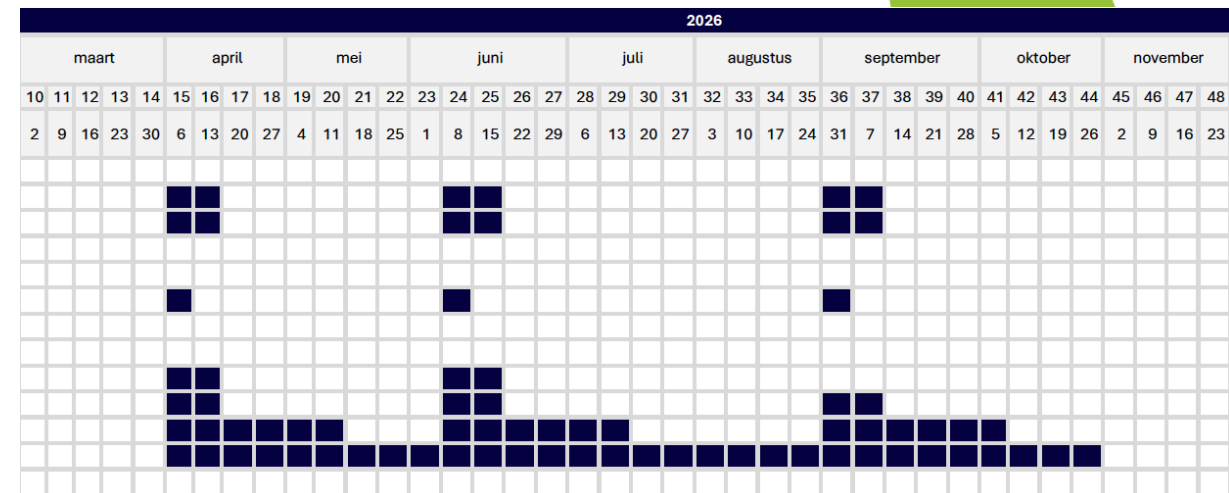 2026
maart april mei juni juli augustus september oktober november
10 11 12 13 14 15 16 17 18 19 20 21 22 23 24 25 26 27 28 29 30 31 32 33 34 35 36 37 38 39 40 41 42 43 44 45 46 47 48
2 9 16 23 30 6 13 20 27 4 11 18 25 1 8 15 22 29 6 13 20 27 3 10 17 24 31 7 14 21 28 5 12 19 26 2 9 16 23